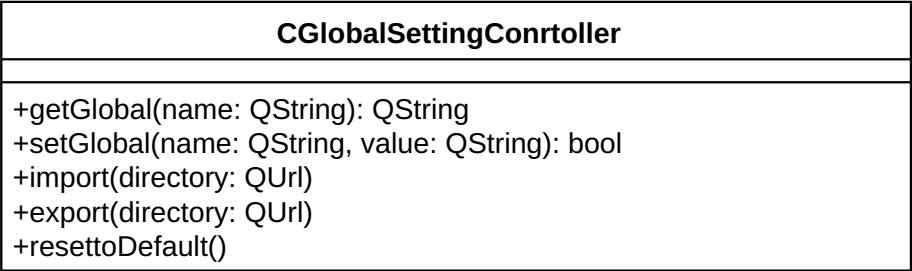 CGlobalSettingConrtoller
+getGlobal(name: QString): QString
+setGlobal(name: QString, value: QString): bool
+import(directory: QUrl)
+export(directory: QUrl)
+resettoDefault()